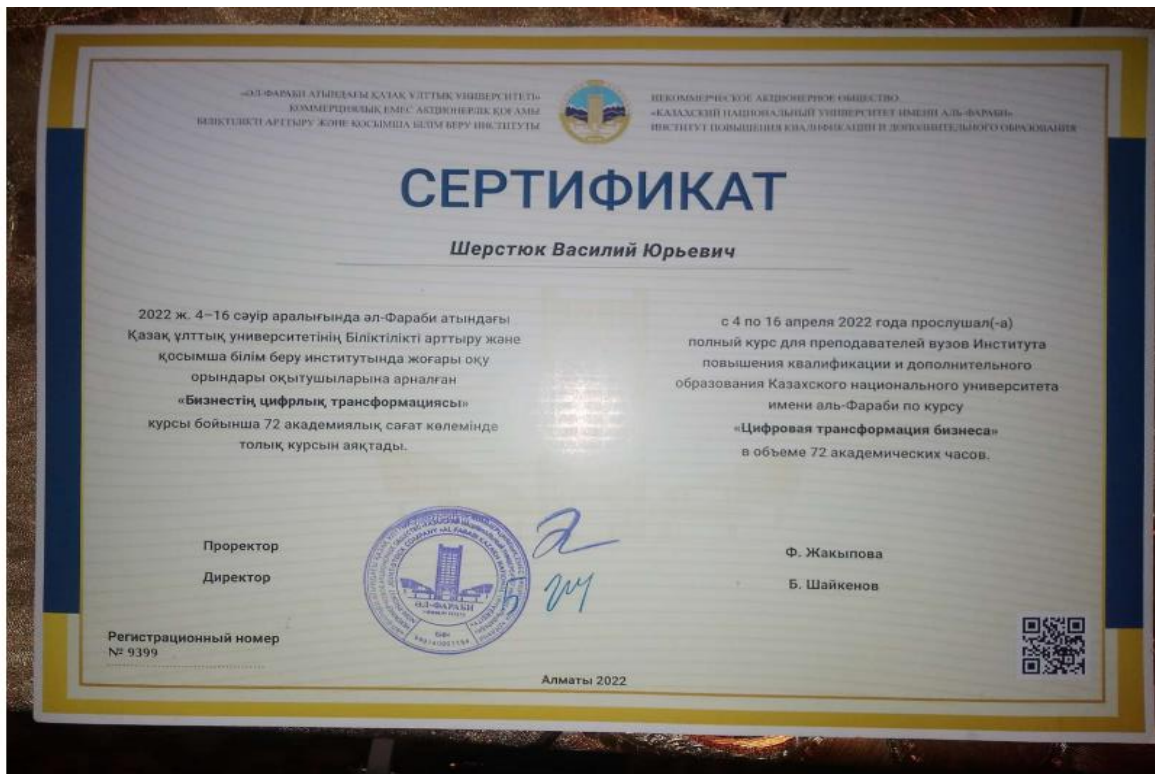 «ӘЛ-ФАРАБИ АТЫНДАҒЫ ҚАЗАҚ ҰЛТТЫҚ УНИВЕРСИТЕТІ»
КОММЕРЦИЯЛЫҚ ЕМЕС АКЦИОНЕРЛІК ҚОҒАМЫ
БІЛІКТІЛІКТІ АРТТЫРУ ЖӘНЕ ҚОСЫМША БІЛІМ БЕРУ ИНСТИТУТЫ
НЕКОММЕРЧЕСКОЕ АКЦИОНЕРНОЕ ОБЩЕСТВО
«КАЗАХСКИЙ НАЦИОНАЛЬНЫЙ УНИВЕРСИТЕТ ИМЕНИ АЛЬ-ФАРАБИ»
ИНСТИТУТ ПОВЫШЕНИЯ КВАЛИФИКАЦИИ И ДОПОЛНИТЕЛЬНОГО ОБРАЗОВАНИЯ
СЕРТИФИКАТ
Шерстюк Василий Юрьевич
2022 ж. 4–16 сәуір аралығында әл-Фараби атындағы
Қазақ ұлттық университетінің Біліктілікті арттыру және
қосымша білім беру институтында жоғары оқу
орындары оқытушыларына арналған
«Бизнестің цифрлық трансформациясы»
курсы бойынша 72 академиялық сағат көлемінде
толық курсын аяқтады.
с 4 по 16 апреля 2022 года прослушал(-а)
полный курс для преподавателей вузов Института
повышения квалификации и дополнительного
образования Казахского национального университета
имени аль-Фараби по курсу
«Цифровая трансформация бизнеса»
в объеме 72 академических часов.
Проректор
Ф. Жакыпова
Директор
Б. Шайкенов
ӘЛ-ФАРАБИ
Регистрационный номер
№ 9399
Алматы 2022